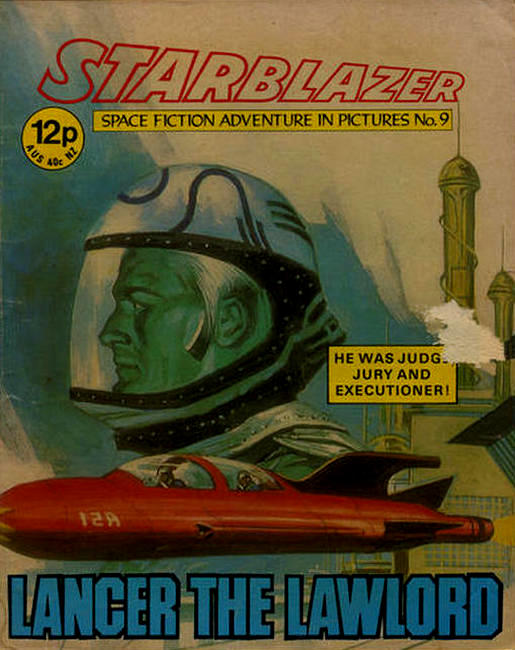 STARBLAZER
SPACE FICTION ADVENTURE IN PICTURES No. 9
12p
AUS 40c NZ
HE WAS JUDG
JURY AND
EXECUTIONER!
LANCER THE LAWLORD